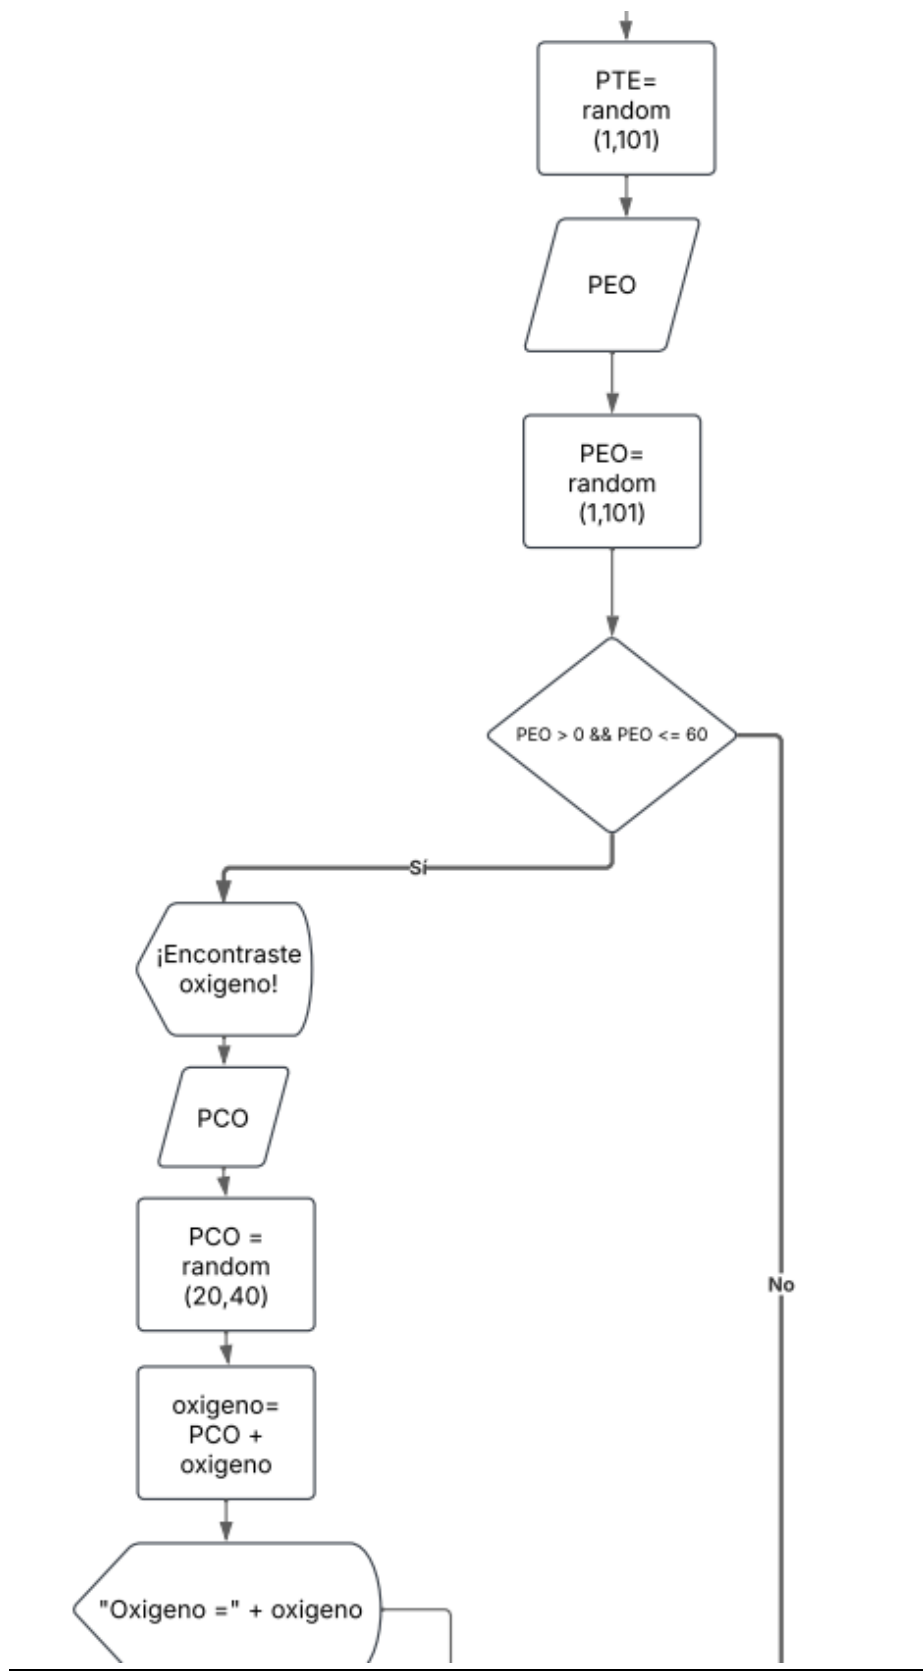 PTE=
random
(1,101)
PEO
PEO=
random
(1,101)
PEO > 0 && PEO <= 60
Sí
¡Encontraste
oxigeno!
PCO
PCO =
random
(20,40)
No
oxigeno=
PCO +
oxigeno
"Oxigeno =" + oxigeno